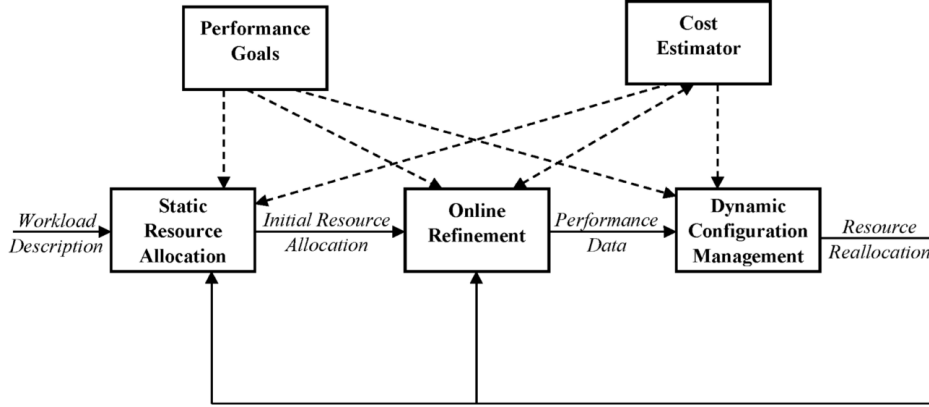 Performance
Goals
Cost
Estimator
Workload
Description
Static
Resource
Allocation
Initial Resource
Allocation
Online
Refinement
Performance
Data
Dynamic
Configuration
Management
Resource
Reallocation